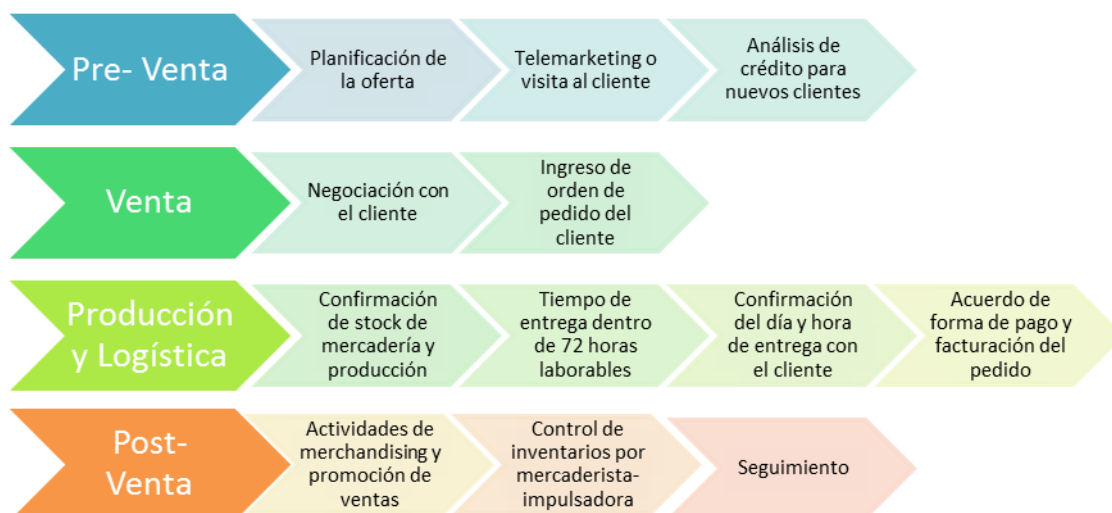 Pre- Venta
Planificación de
la oferta
Telemarketing o
visita al cliente
Análisis de
crédito para
nuevos clientes
Venta
Negociación con
el cliente
Ingreso de
orden de
pedido del
cliente
Producción
y Logística
Confirmación
de stock de
mercadería y
producción
Tiempo de
entrega dentro
de 72 horas
laborables
Confirmación
del día y hora
de entrega con
el cliente
Acuerdo de
forma de pago y
facturación del
pedido
Post-
Venta
Actividades de
merchandising y
promoción de
ventas
Control de
inventarios por
mercaderista-
impulsadora
Seguimiento